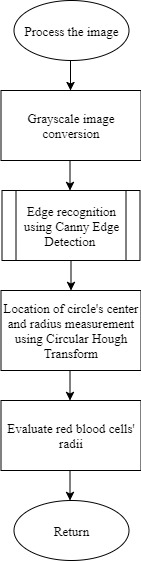 Process the image
Grayscale image
conversion
Edge recognition
using Canny Edge
Detection
Location of circle's center
and radius measurement
using Circular Hough
Transform
Evaluate red blood cells'
radii
Return